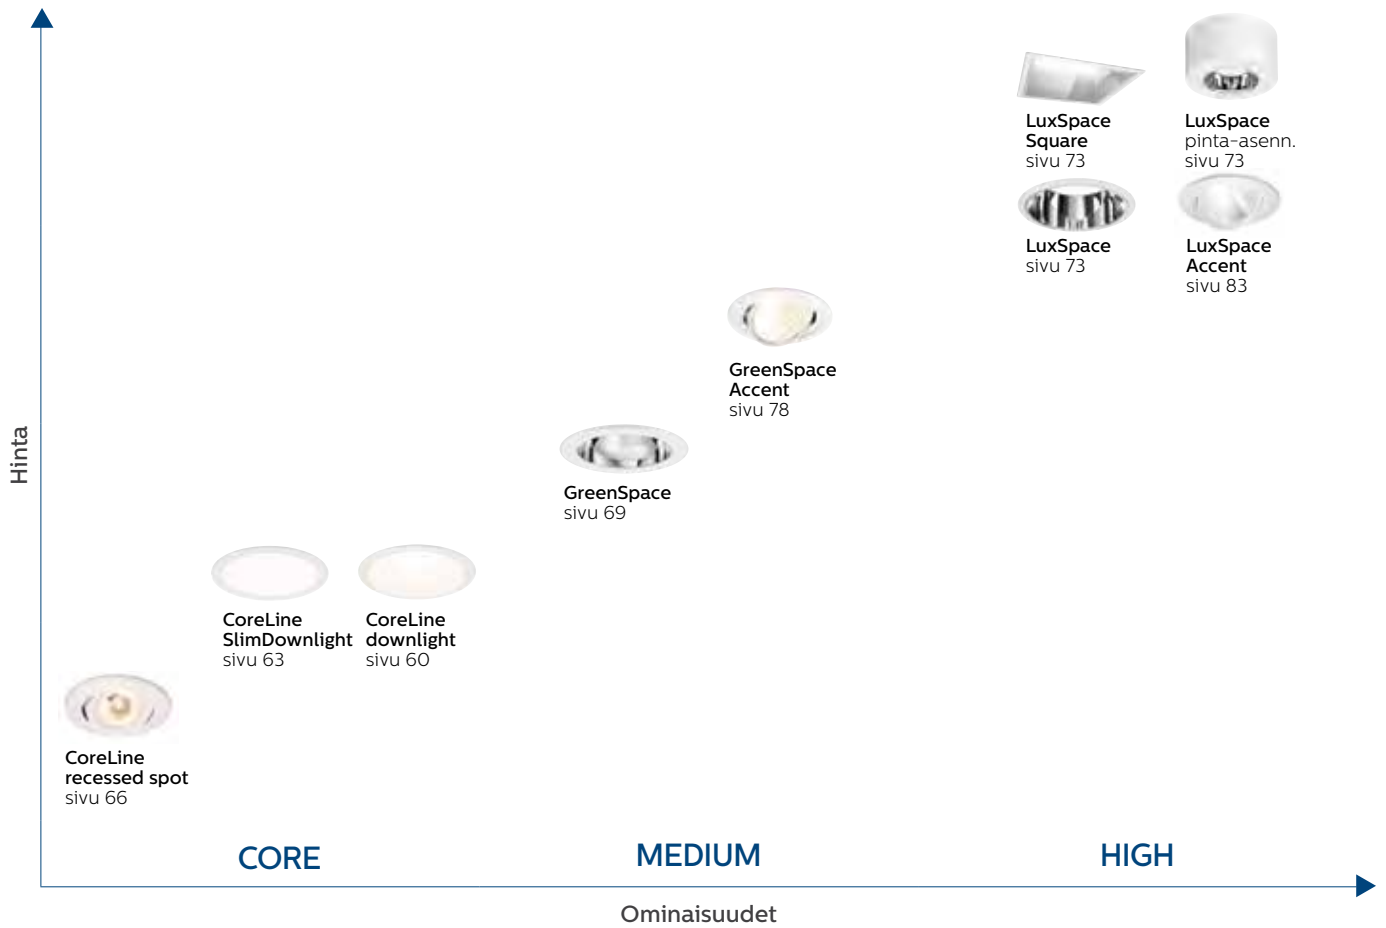 LuxSpace
Square
sivu 73
LuxSpace
pinta-asenn.
sivu 73
LuxSpace
sivu 73
LuxSpace
Accent
sivu 83
GreenSpace
Accent
sivu 78
Hinta
GreenSpace
sivu 69
CoreLine
SlimDownlight
sivu 63
CoreLine
downlight
sivu 60
CoreLine
recessed spot
sivu 66
CORE
MEDIUM
HIGH
Ominaisuudet